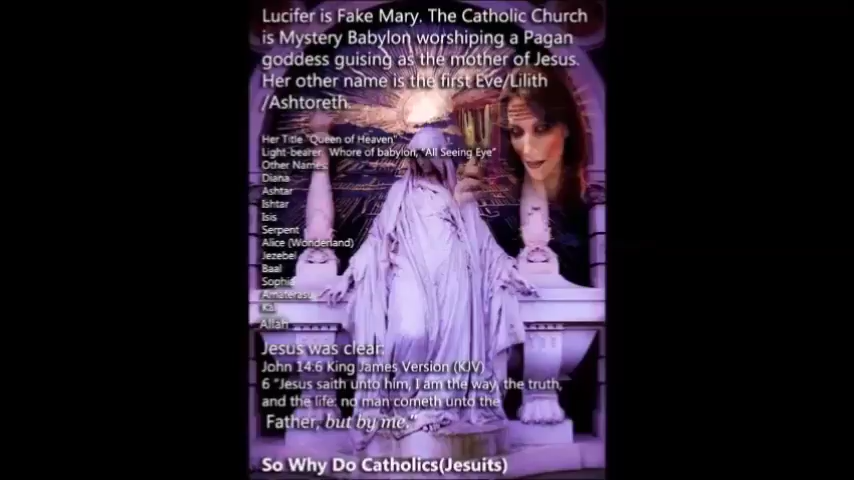 Lucifer is Fake Mary. The Catholic Church
is Mystery Babylon worshiping a Pagan
goddess guising as the mother of Jesus.
Her other name is the first Eve/Lilith
/Ashtoreth.
Her Title "Queen of Heaven"
Light-bearer, Whore of babylon, "All Seeing Eye"
Other Names:
Diana
Ashtar
Ishtar
Isis
Serpent
Alice (Wonderland)
Jezebel
Baal
Sophia
Amaterasu
Allah
Jesus was clear:
John 14:6 King James Version (KJV)
6 "Jesus saith unto him, I am the way, the truth,
and the life: no man cometh unto the
Father, but by me."
So Why Do Catholics(Jesuits)